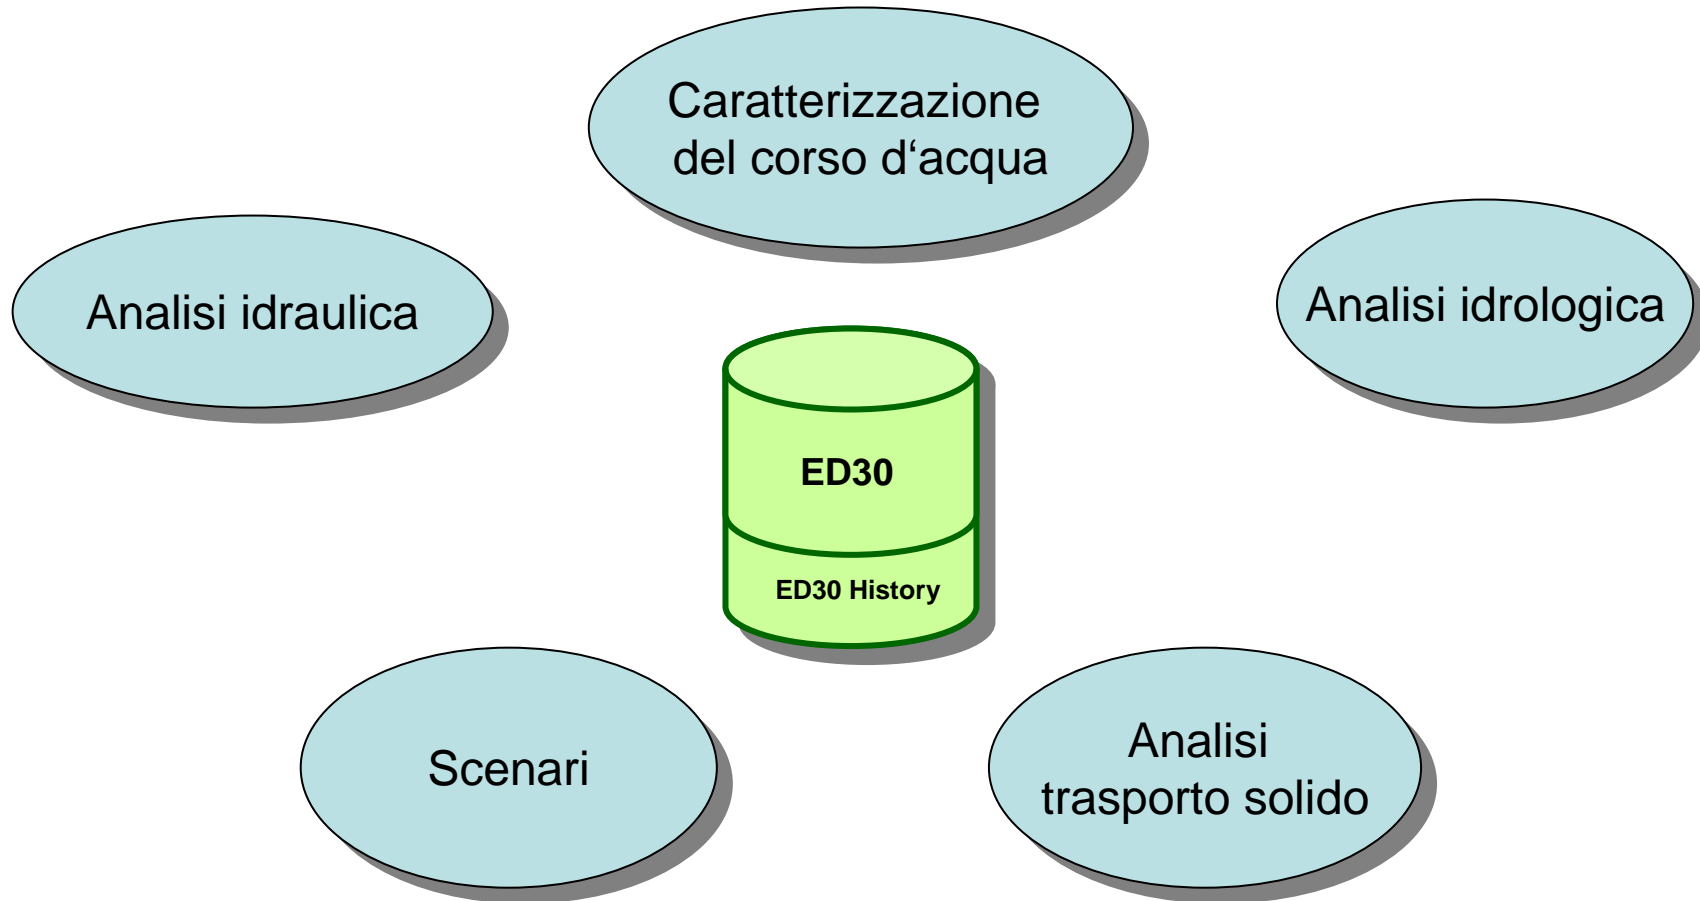 Caratterizzazione
del corso d‘acqua
Analisi idraulica
Analisi idrologica
ED30
ED30 History
Scenari
Analisi
trasporto solido